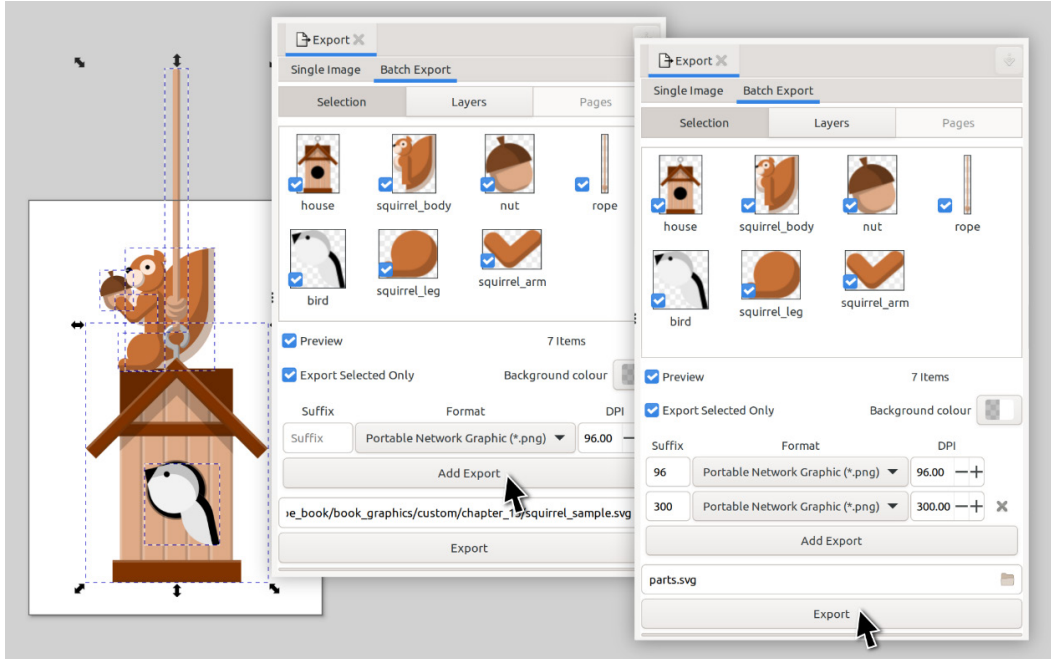 Export
Single Image Batch Export
Selection Layers Pages
house squirrel_body nut rope
bird squirrel_leg squirrel_arm
Preview 7 Items
Export Selected Only Background colour
Suffix Format DPI
Suffix Portable Network Graphic (*.png) 96.00
Add Export
squirrel_sample.svg
Export
Export
Single Image Batch Export
Selection Layers Pages
house squirrel_body nut rope
bird squirrel_leg squirrel_arm
Preview 7 Items
Export Selected Only Background colour
Suffix Format DPI
96 Portable Network Graphic (*.png) 96.00
300 Portable Network Graphic (*.png) 300.00
Add Export
parts.svg
Export